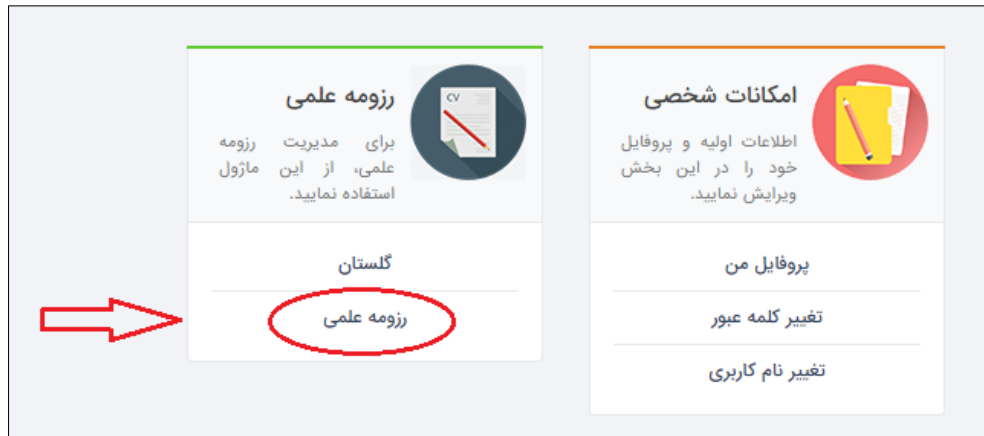 امکانات شخصی
اطلاعات اولیه و پروفایل
خود را در این بخش
ویرایش نمایید.
پروفایل من
تغییر کلمه عبور
تغییر نام کاربری
CV
رزومه علمی
برای مدیریت رزومه
علمی، از این ماژول
استفاده نمایید.
گلستان
رزومه علمی